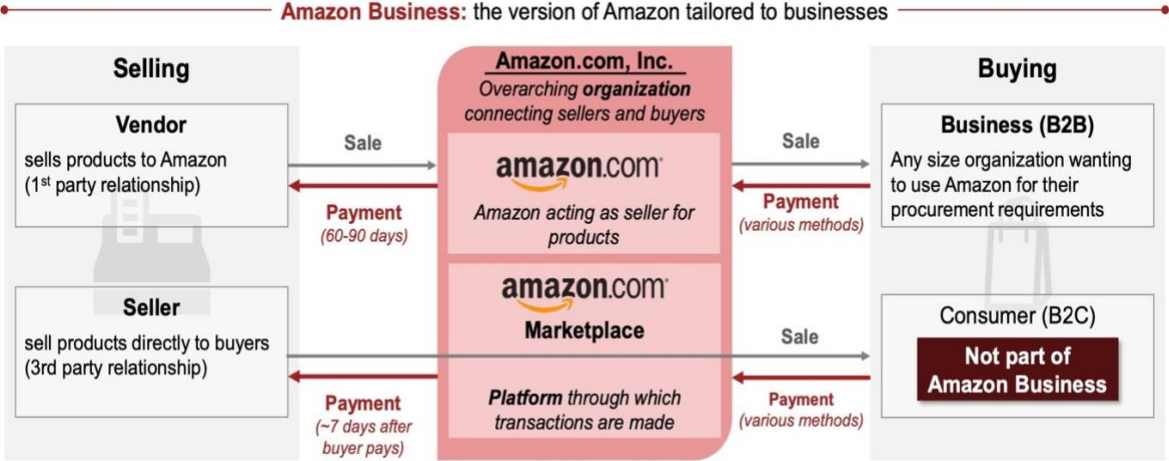 Amazon Business: the version of Amazon tailored to businesses
Selling
Vendor
sells products to Amazon
(1st party relationship)
Seller
sell products directly to buyers
(3rd party relationship)
Sale
Payment
(60-90 days)
Payment
(~7 days after
buyer pays)
Amazon.com, Inc.
Overarching organization
connecting sellers and buyers
amazon.com
Amazon acting as seller for
products
amazon.com
Marketplace
Platform through which
transactions are made
Sale
Payment
(various methods)
Sale
Payment
(various methods)
Buying
Business (B2B)
Any size organization wanting
to use Amazon for their
procurement requirements
Consumer (B2C)
Not part of
Amazon Business